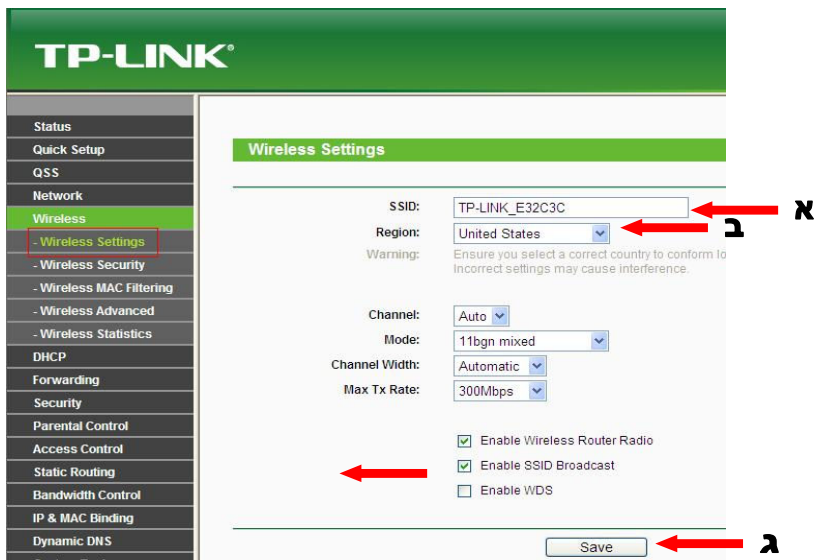 TP-LINK®
Status
Quick Setup
QSS
Network
Wireless
- Wireless Settings
- Wireless Security
- Wireless MAC Filtering
- Wireless Advanced
- Wireless Statistics
DHCP
Forwarding
Security
Parental Control
Access Control
Static Routing
Bandwidth Control
IP & MAC Binding
Dynamic DNS
Wireless Settings
SSID: TP-LINK_E32C3C א
Region: United States ב
Warning: Ensure you select a correct country to conform lo
Incorrect settings may cause interference.
Channel: Auto
Mode: 11bgn mixed
Channel Width: Automatic
Max Tx Rate: 300Mbps
Enable Wireless Router Radio
Enable SSID Broadcast
Enable WDS
Save ג